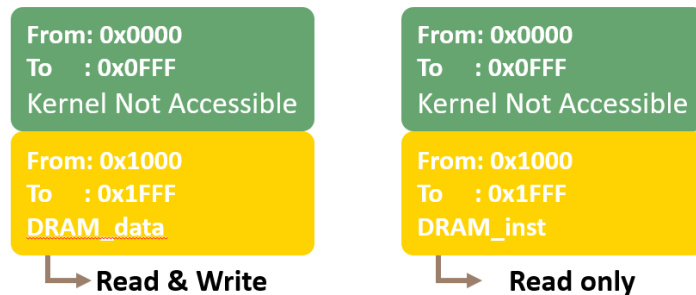 From: 0x0000
To : 0x0FFF
Kernel Not Accessible
From: 0x1000
To : 0x1FFF
DRAM_data
Read & Write
From: 0x0000
To : 0x0FFF
Kernel Not Accessible
From: 0x1000
To : 0x1FFF
DRAM_inst
Read only